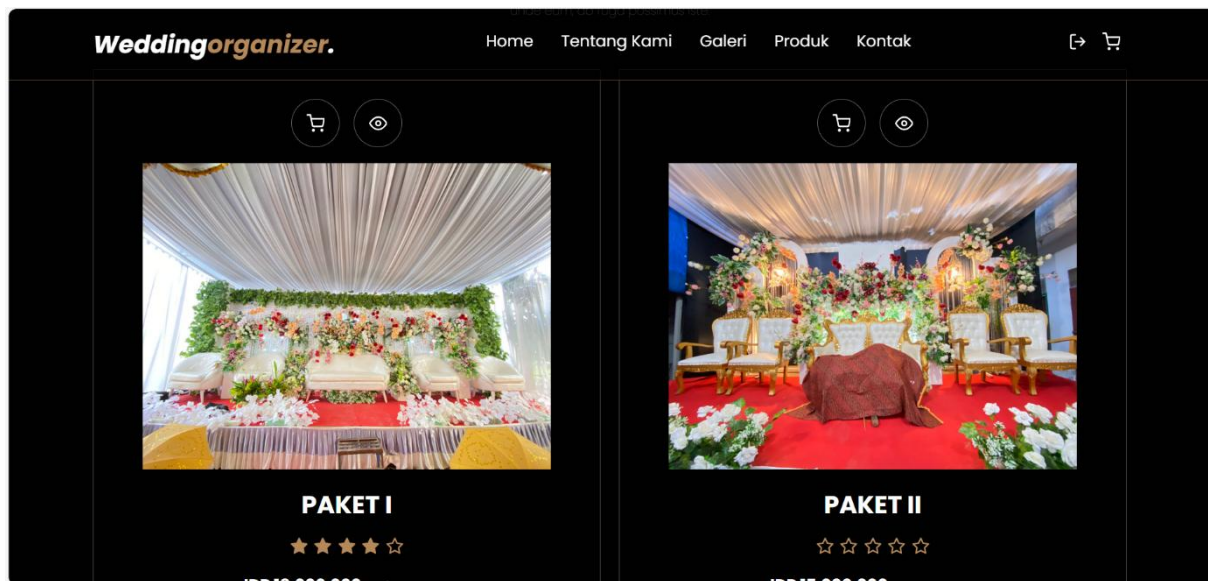 Weddingorganizer.
Home Tentang Kami Galeri Produk Kontak
PAKET I
PAKET II